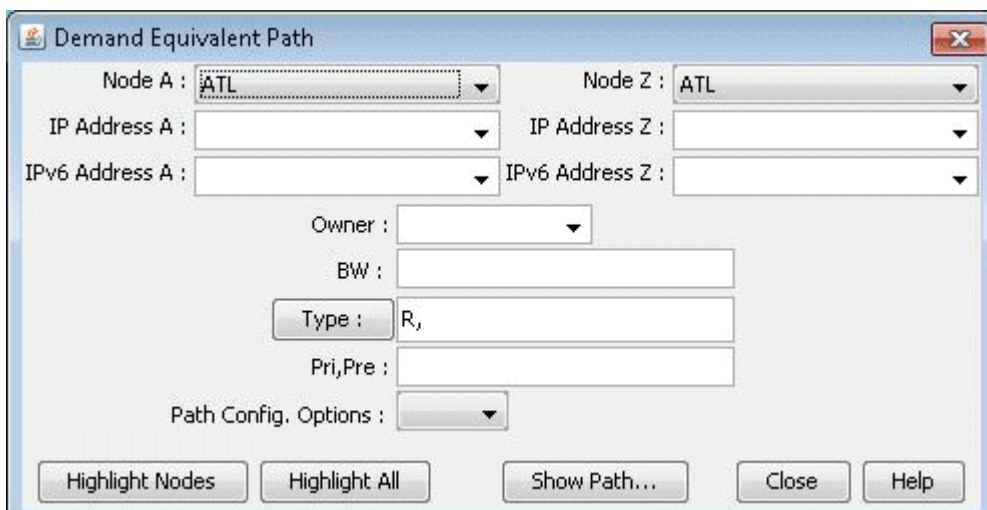 Demand Equivalent Path
Node A : ATL Node Z : ATL
IP Address A : IP Address Z :
IPv6 Address A : IPv6 Address Z :
Owner :
BW :
Type : R,
Pri,Pre :
Path Config. Options :
Highlight Nodes Highlight All Show Path... Close Help